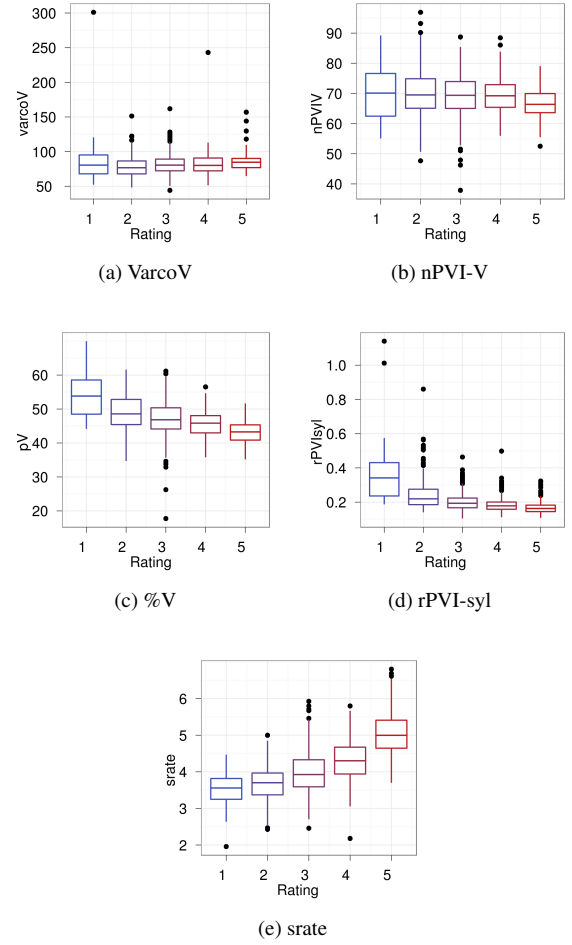 300
250
200
150
100
50
varcoV
1 2 3 4 5
Rating
(a) VarcoV
90
80
70
60
50
40
nPVIV
1 2 3 4 5
Rating
(b) nPVI-V
60
50
40
30
20
pV
1 2 3 4 5
Rating
(c) %V
1.0
0.8
0.6
0.4
0.2
rPVIsyl
1 2 3 4 5
Rating
(d) rPVI-syl
6
5
4
3
2
srate
1 2 3 4 5
Rating
(e) srate